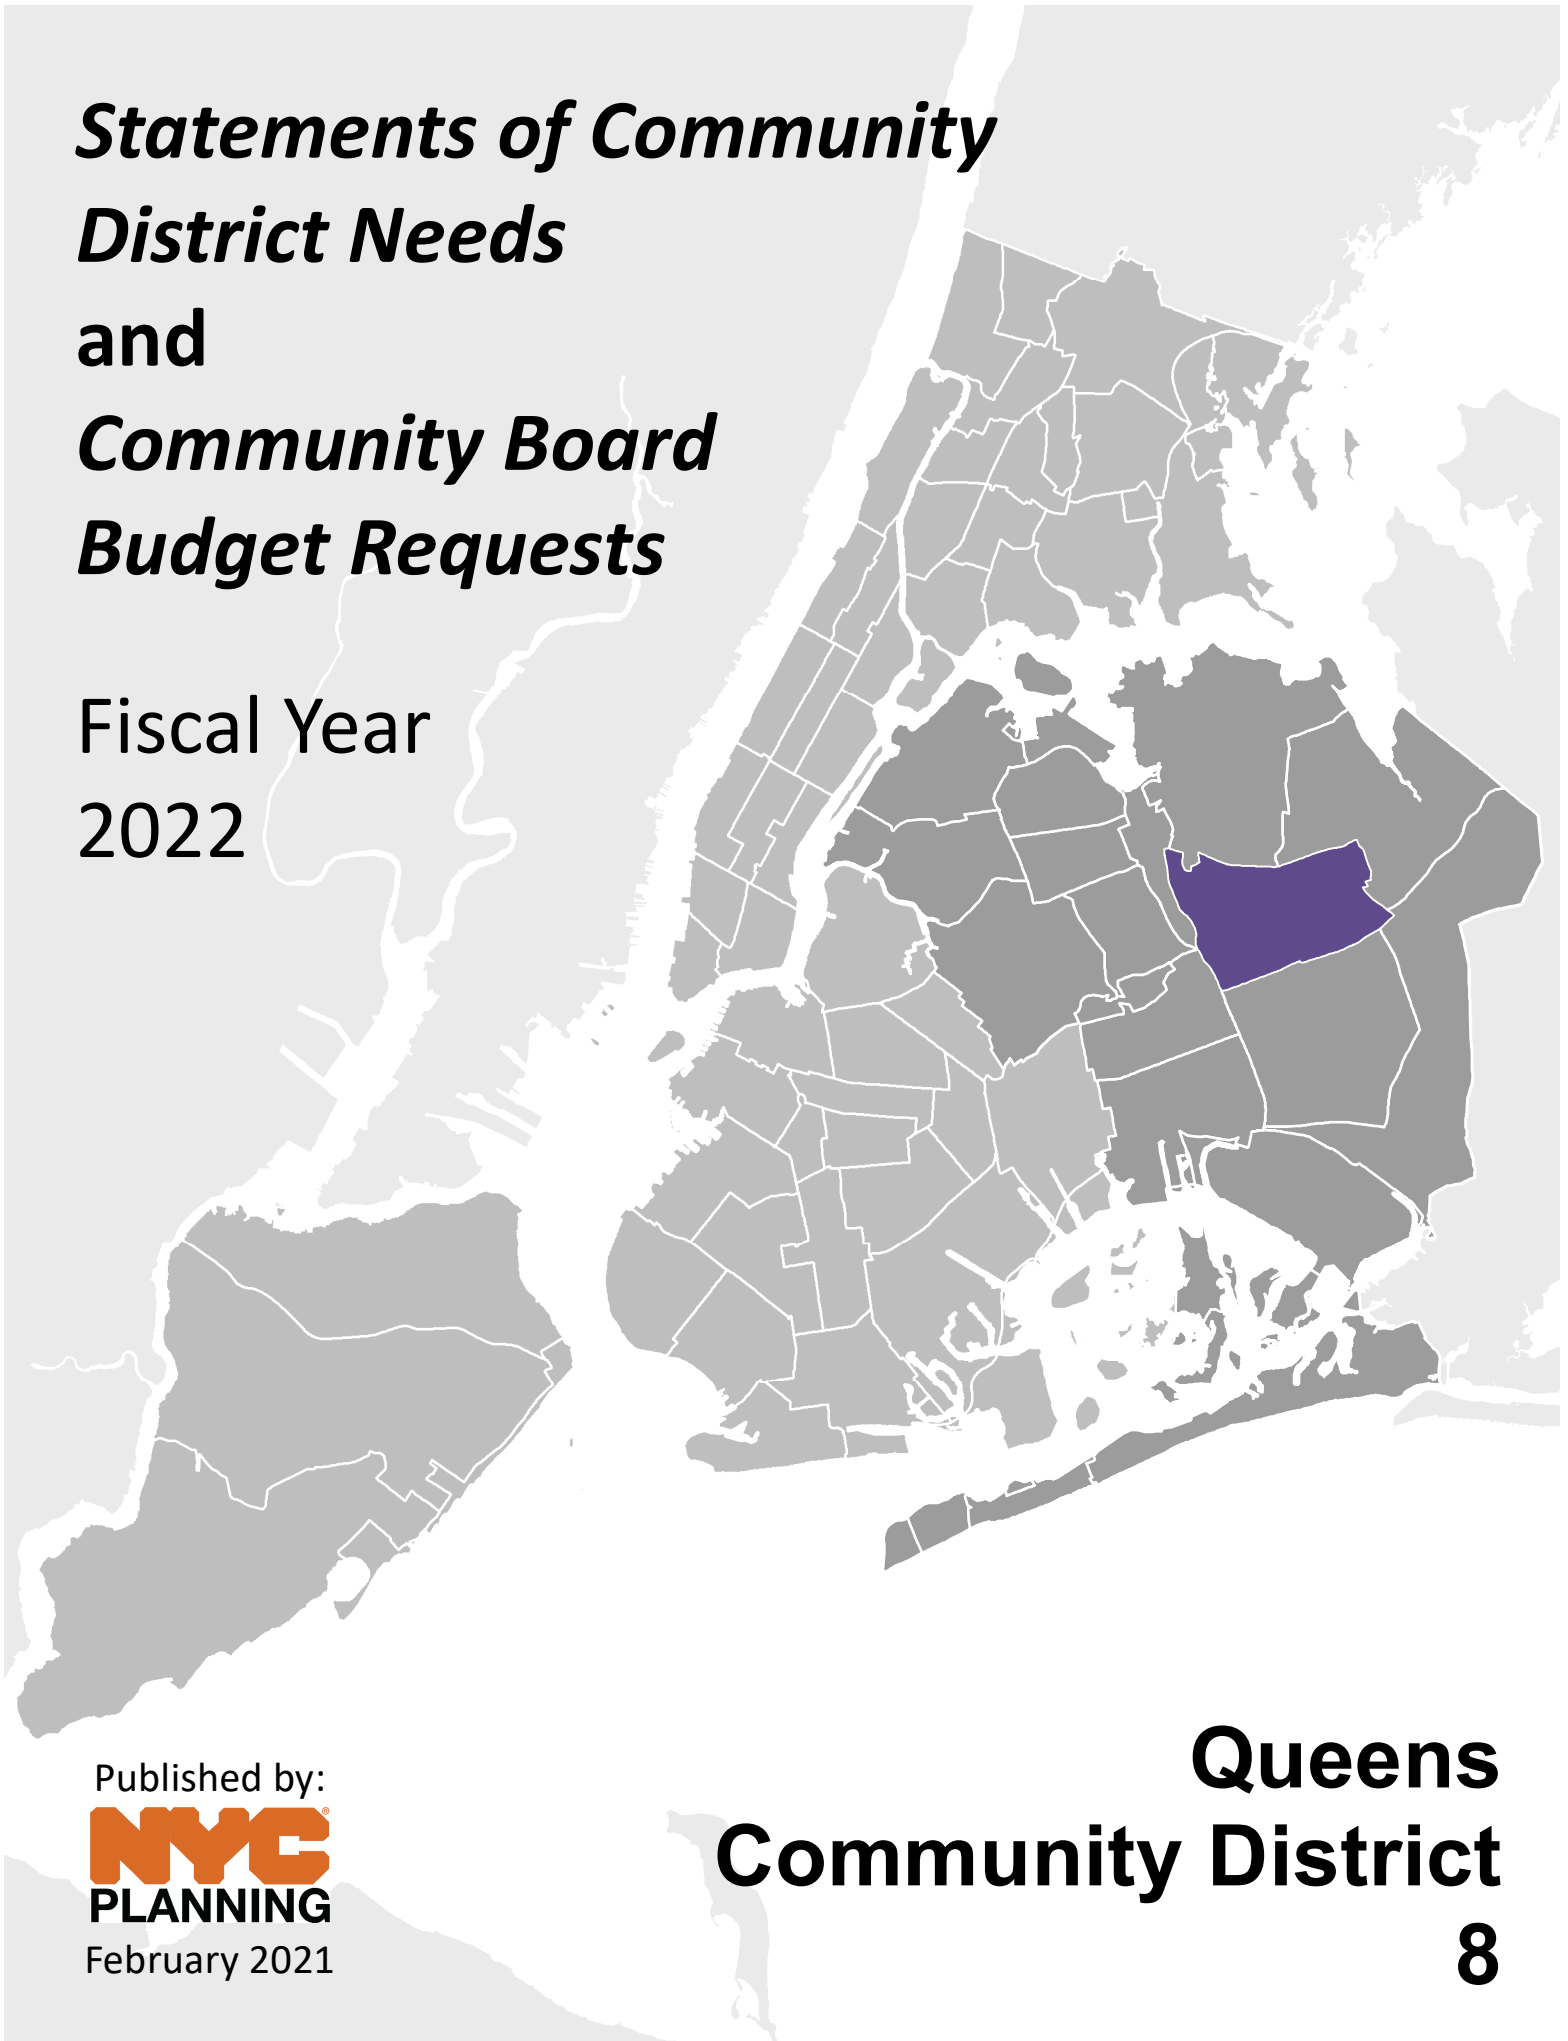 Statements of Community
District Needs
and
Community Board
Budget Requests
Fiscal Year
2022
Published by:
NYC®
PLANNING
February 2021
Queens
Community District
8